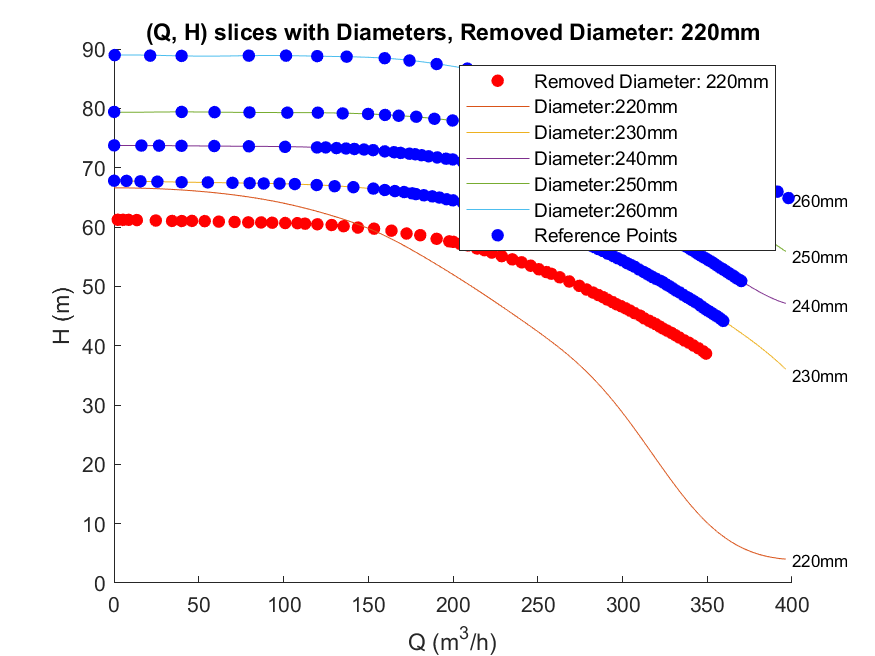 (Q, H) slices with Diameters, Removed Diameter: 220mm
90
80
70
60
50
40
30
20
10
0
H (m)
Removed Diameter: 220mm
Diameter:220mm
Diameter:230mm
Diameter:240mm
Diameter:250mm
Diameter:260mm
Reference Points
260mm
250mm
240mm
230mm
220mm
0 50 100 150 200 250 300 350 400
Q (m³/h)